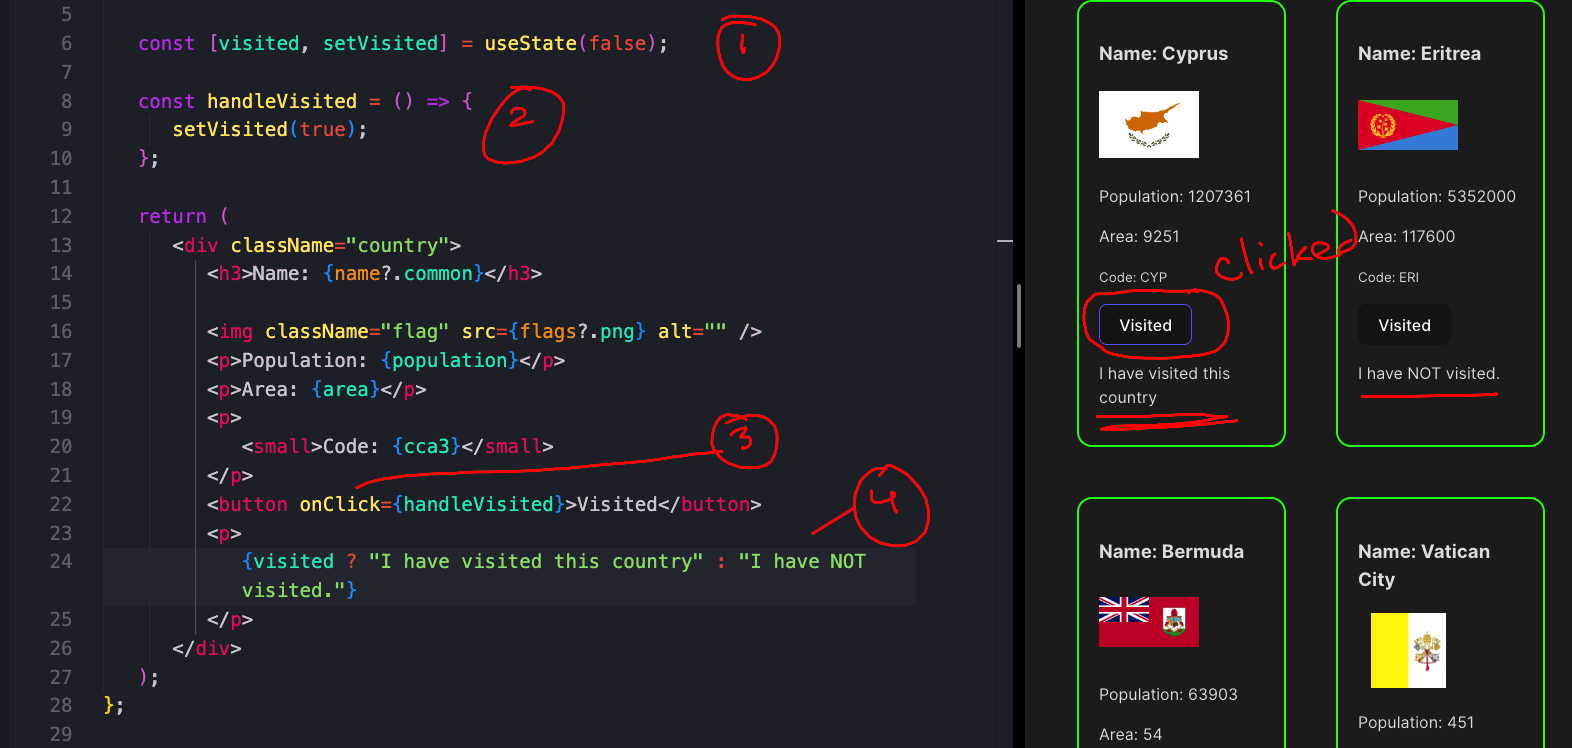 5
6 const [visited, setVisited] = useState(false);
7
8 const handleVisited = () => {
9 setVisited(true);
10 };
11
12 return (
13 <div className="country">
14 <h3>Name: {name?.common}</h3>
15
16 <img className="flag" src={flags?.png} alt="" />
17 <p>Population: {population}</p>
18 <p>Area: {area}</p>
19 <p>
20 <small>Code: {cca3}</small>
21 </p>
22 <button onClick={handleVisited}>Visited</button>
23 <p>
24 {visited ? "I have visited this country" : "I have NOT
visited."}
25 </p>
26 </div>
27 );
28 };
29
1
2
3
4
Name: Cyprus
Population: 1207361
Area: 9251
Code: CYP
Visited
I have visited this
country
clicked
Name: Eritrea
Population: 5352000
Area: 117600
Code: ERI
Visited
I have NOT visited.
Name: Bermuda
Population: 63903
Area: 54
Name: Vatican
City
Population: 451